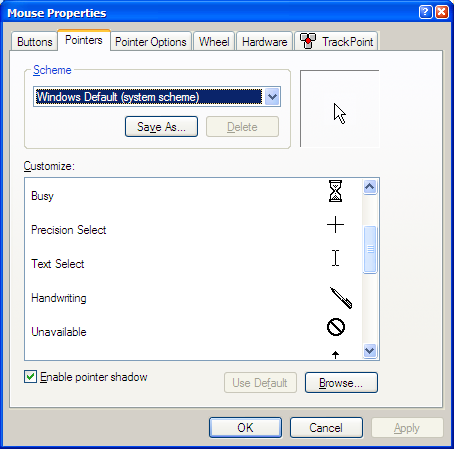 Mouse Properties
Buttons Pointers Pointer Options Wheel Hardware TrackPoint
Scheme
Windows Default (system scheme)
Save As... Delete
Customize:
Busy
Precision Select
Text Select
Handwriting
Unavailable
Enable pointer shadow
Use Default Browse...
OK Cancel Apply